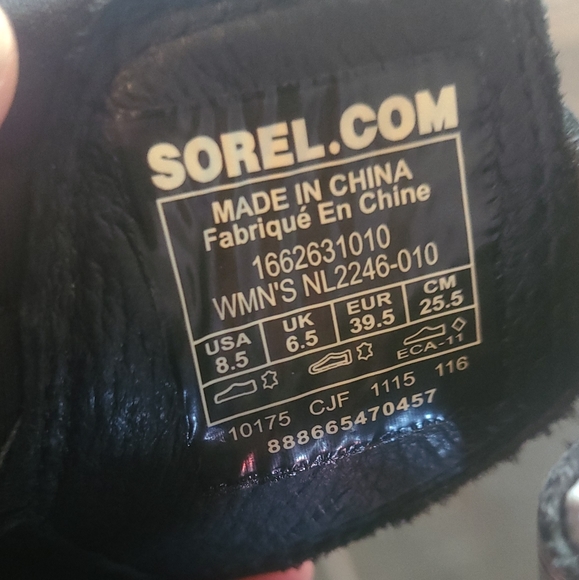 SOREL.COM
MADE IN CHINA
Fabriqué En Chine
1662631010
WMN'S NL2246-010
USA UK EUR CM
8.5 6.5 39.5 25.5
ECA-11
10175 CJF 1115 116
888665470457